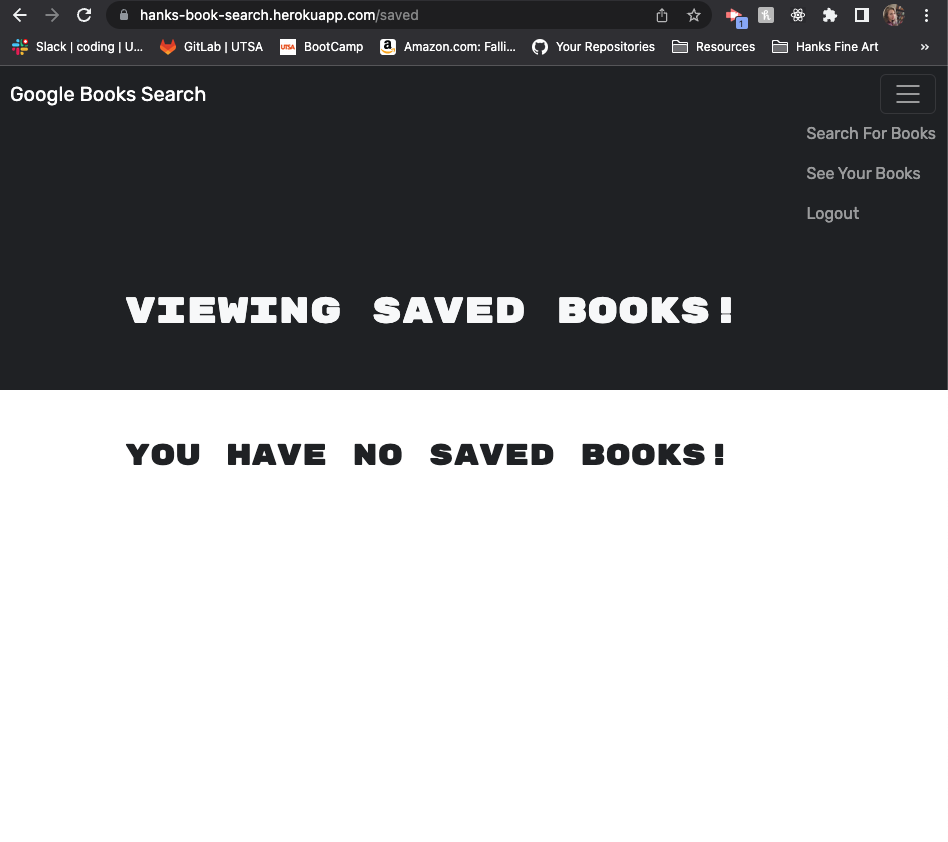 hanks-book-search.herokuapp.com/saved
1
Slack | coding | U... GitLab | UTSA UTSA BootCamp a Amazon.com: Falli... Your Repositories Resources Hanks Fine Art »
Google Books Search
Search For Books
See Your Books
Logout
VIEWING SAVED BOOKS!
YOU HAVE NO SAVED BOOKS!